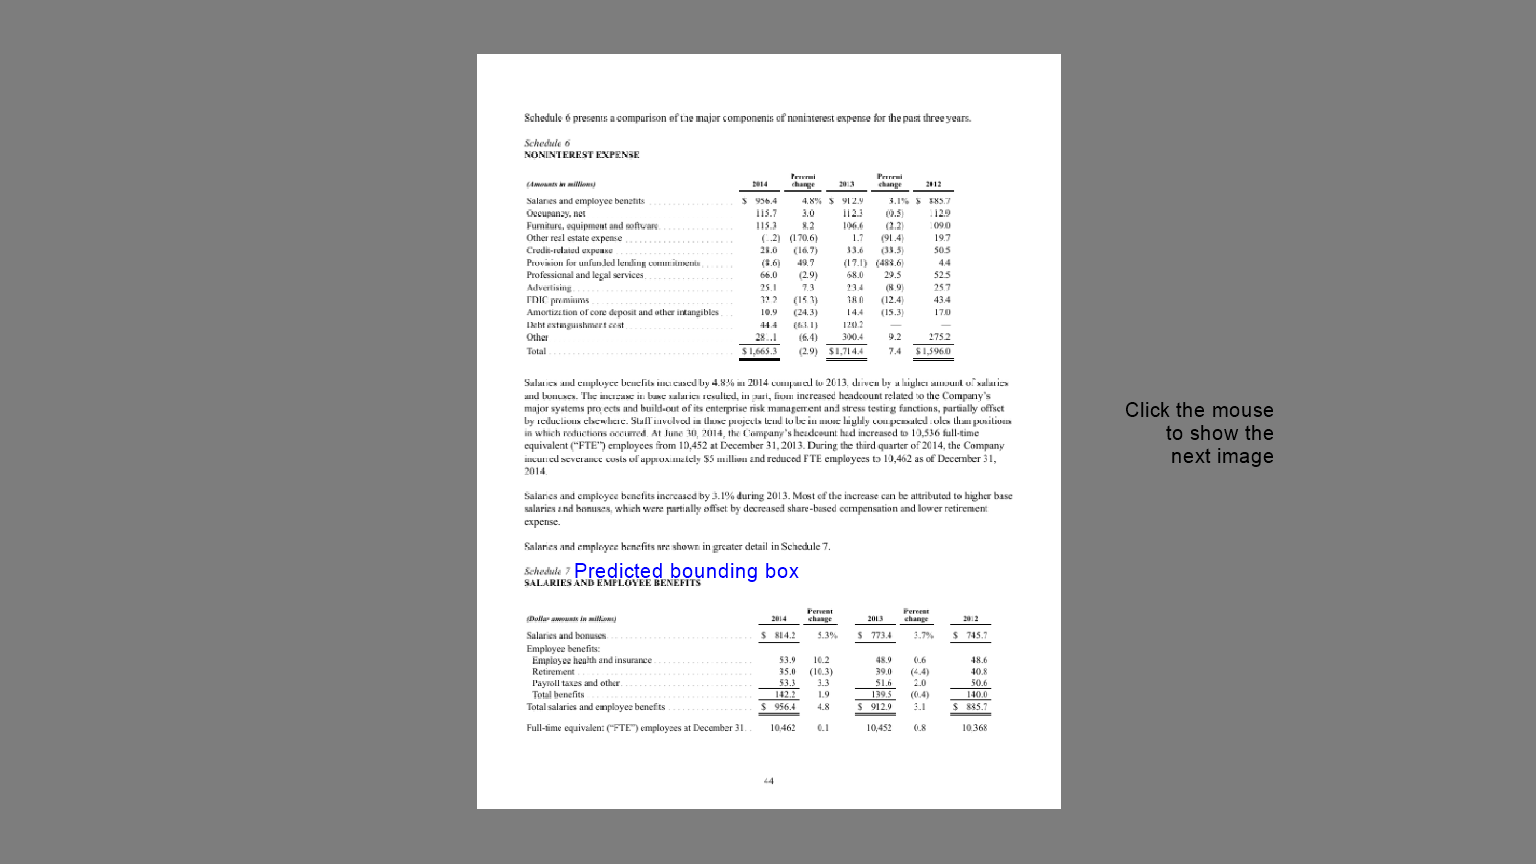 Schedule 6 presents a comparison of the major components of noninterest expense for the past three years.
Schedule 6
NONINTEREST EXPENSE
(Amounts in millions) 2014 Percent change 2013 Percent change 2012
Salaries and employee benefits $ 956.4 4.8% $ 912.9 3.1% $ 885.7
Occupancy, net 115.7 3.0 112.3 (0.5) 112.9
Furniture, equipment and software 115.3 8.2 106.6 (2.2) 109.0
Other real estate expense (1.2) (170.6) 1.7 (91.4) 19.7
Credit-related expense 28.0 (16.7) 33.6 (33.5) 50.5
Provision for unfunded lending commitments (8.6) 49.7 (17.1) (488.6) 4.4
Professional and legal services 66.0 (2.9) 68.0 29.5 52.5
Advertising 25.1 7.3 23.4 (8.9) 25.7
FDIC premiums 32.2 (15.3) 38.0 (12.4) 43.4
Amortization of core deposit and other intangibles 10.9 (24.3) 14.4 (15.3) 17.0
Debt extinguishment cost 44.4 (63.1) 120.2 — —
Other 281.1 (6.4) 300.4 9.2 275.2
Total $ 1,665.3 (2.9) $ 1,714.4 7.4 $ 1,596.0
Salaries and employee benefits increased by 4.8% in 2014 compared to 2013, driven by a higher amount of salaries
and bonuses. The increase in base salaries resulted, in part, from increased headcount related to the Company's
major systems projects and build-out of its enterprise risk management and stress testing functions, partially offset
by reductions elsewhere. Staff involved in those projects tend to be in more highly compensated roles than positions
in which reductions occurred. At June 30, 2014, the Company's headcount had increased to 10,536 full-time
equivalent ("FTE") employees from 10,452 at December 31, 2013. During the third quarter of 2014, the Company
incurred severance costs of approximately $5 million and reduced FTE employees to 10,462 as of December 31,
2014.
Salaries and employee benefits increased by 3.1% during 2013. Most of the increase can be attributed to higher base
salaries and bonuses, which were partially offset by decreased share-based compensation and lower retirement
expense.
Salaries and employee benefits are shown in greater detail in Schedule 7.
Schedule 7 Predicted bounding box
SALARIES AND EMPLOYEE BENEFITS
(Dollar amounts in millions) 2014 Percent change 2013 Percent change 2012
Salaries and bonuses $ 814.2 5.3% $ 773.4 3.7% $ 745.7
Employee benefits:
Employee health and insurance 53.9 10.2 48.9 0.6 48.6
Retirement 35.0 (10.3) 39.0 (4.4) 40.8
Payroll taxes and other 53.3 3.3 51.6 2.0 50.6
Total benefits 142.2 1.9 139.5 (0.4) 140.0
Total salaries and employee benefits $ 956.4 4.8 $ 912.9 3.1 $ 885.7
Full-time equivalent ("FTE") employees at December 31 10,462 0.1 10,452 0.8 10,368
44
Click the mouse
to show the
next image